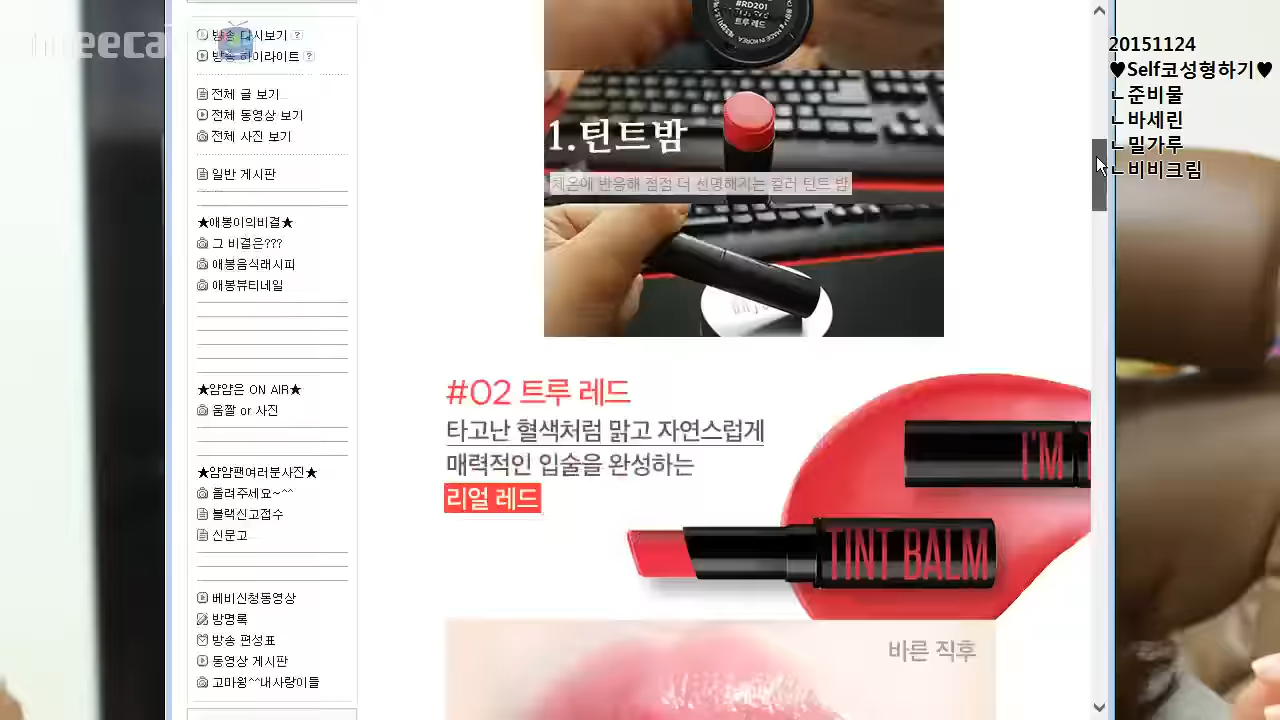 방송 다시보기 ?
방송 하이라이트 ?
전체 글 보기
전체 동영상 보기
전체 사진 보기
일반 게시판
★애봉이의비결★
그 비결은???
애봉음식래시피
애봉뷰티네일
★얌얌은 ON AIR★
움짤 or 사진
★얌얌팬여러분사진★
올려주세
^^
블랙신고접수
신문고
베비신청동영상
방명록
방송 편성표
동영상 게시판
고마웡^^내사랑이들
#RD201
트루 레드
MADE IN KOREA
1.틴트밤
체온에 반응해 점점 더 선명해지는 컬러 틴트 밤
#02 트루 레드
타고난 혈색처럼 맑고 자연스럽게
매력적인 입술을 완성하는
리얼 레드
I'M
TINT BALM
바른 직후
20151124
♥Self코성형하기♥
ㄴ준비물
ㄴ바세린
ㄴ밀가루
ㄴ비비크림